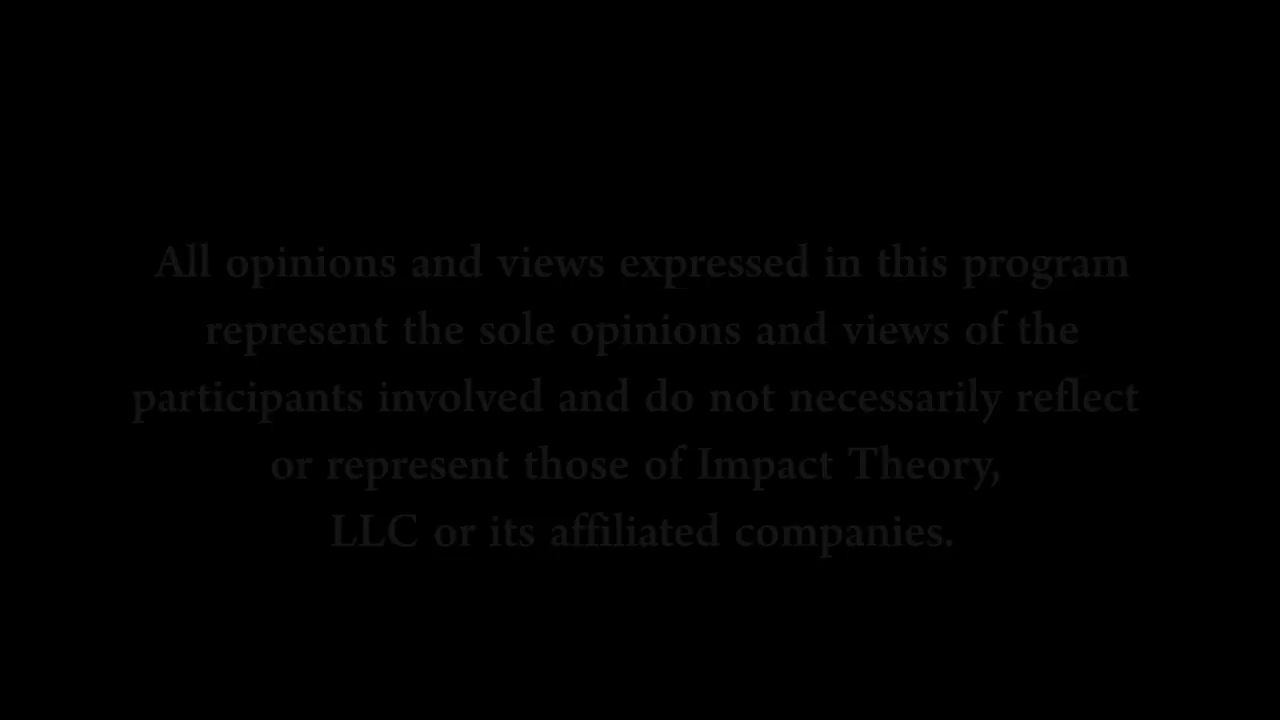 All opinions and views expressed in this program
represent the sole opinions and views of the
participants involved and do not necessarily reflect
or represent those of Impact Theory,
LLC or its affiliated companies.